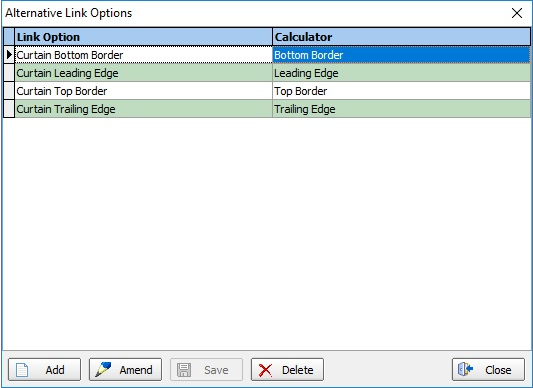 Alternative Link Options
Link Option Calculator
Curtain Bottom Border Bottom Border
Curtain Leading Edge Leading Edge
Curtain Top Border Top Border
Curtain Trailing Edge Trailing Edge
Add Amend Save Delete Close